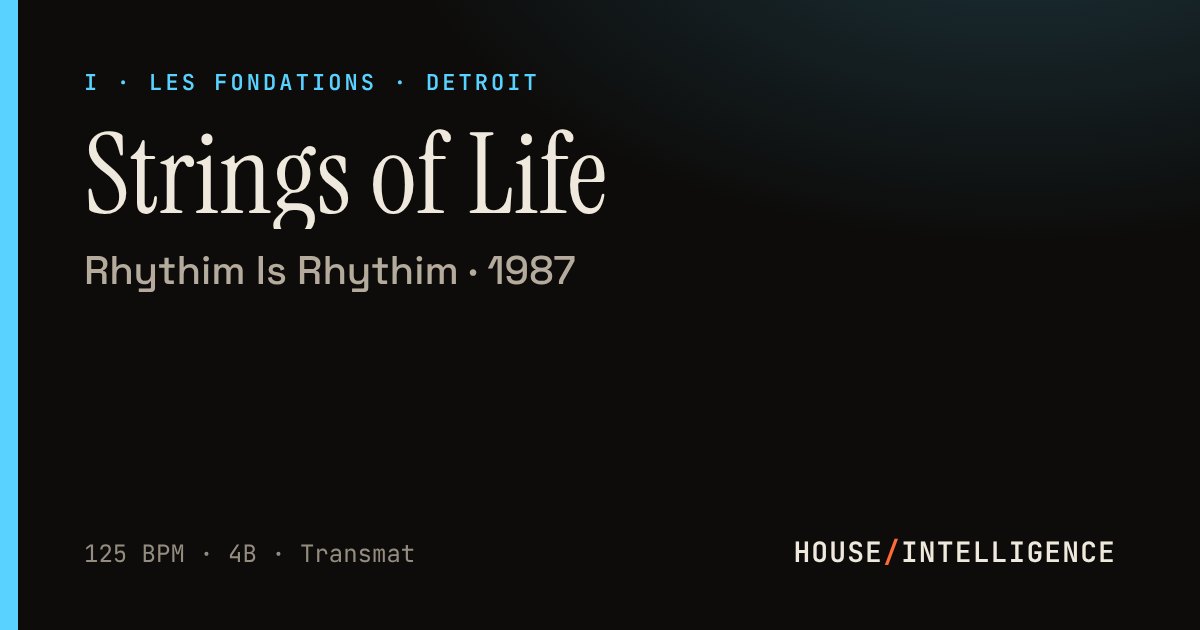 I · LES FONDATIONS · DETROIT
Strings of Life
Rhythim Is Rhythim · 1987
125 BPM · 4B · Transmat
HOUSE/INTELLIGENCE